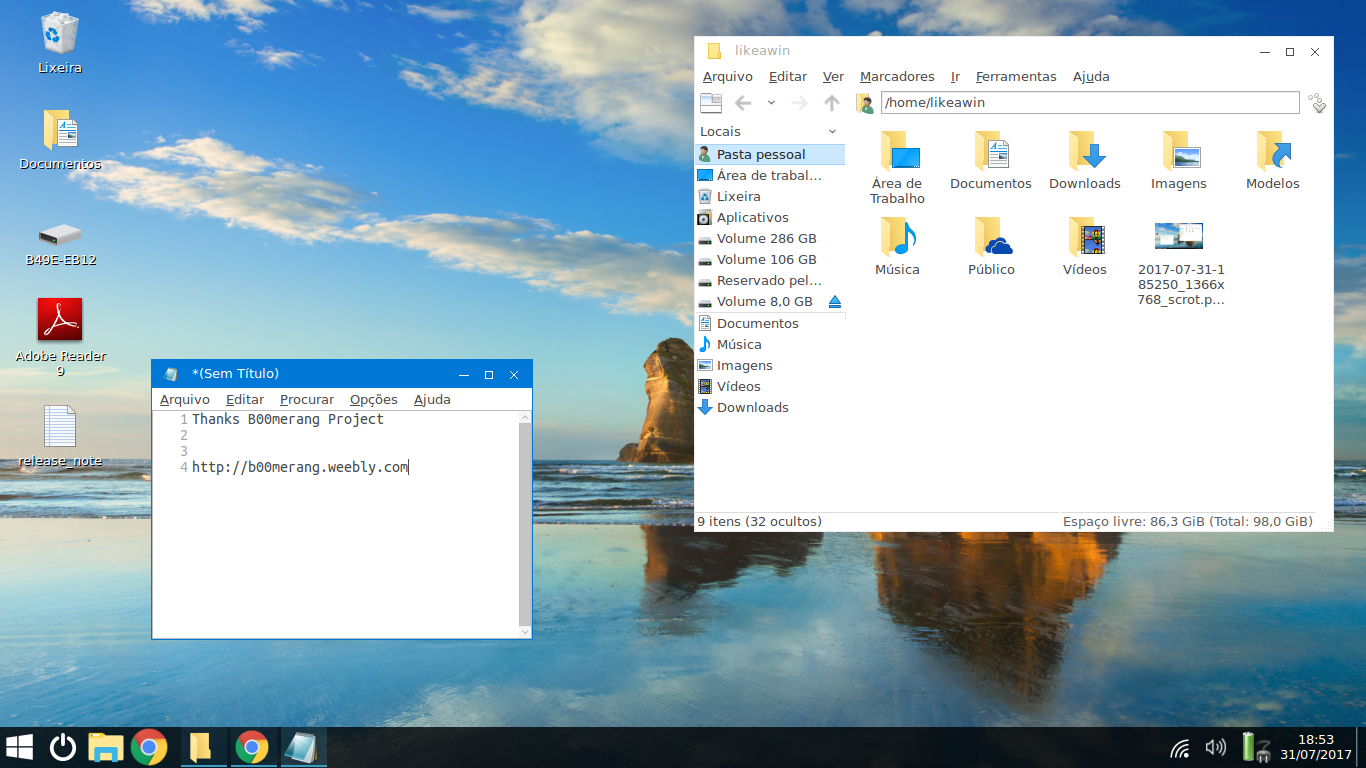 Lixeira
Documentos
B49E-EB12
Adobe Reader
9
release_note
*(Sem Título)
Arquivo Editar Procurar Opções Ajuda
1 Thanks B00merang Project
2
3
4 http://b00merang.weebly.com
likeawin
Arquivo Editar Ver Marcadores Ir Ferramentas Ajuda
/home/likeawin
Locais
Pasta pessoal
Área de trabal...
Lixeira
Aplicativos
Volume 286 GB
Volume 106 GB
Reservado pel...
Volume 8,0 GB
Documentos
Música
Imagens
Vídeos
Downloads
Área de
Trabalho
Documentos
Downloads
Imagens
Modelos
Música
Público
Vídeos
2017-07-31-1
85250_1366x
768_scrot.p...
9 itens (32 ocultos)
Espaço livre: 86,3 GiB (Total: 98,0 GiB)
18:53
31/07/2017